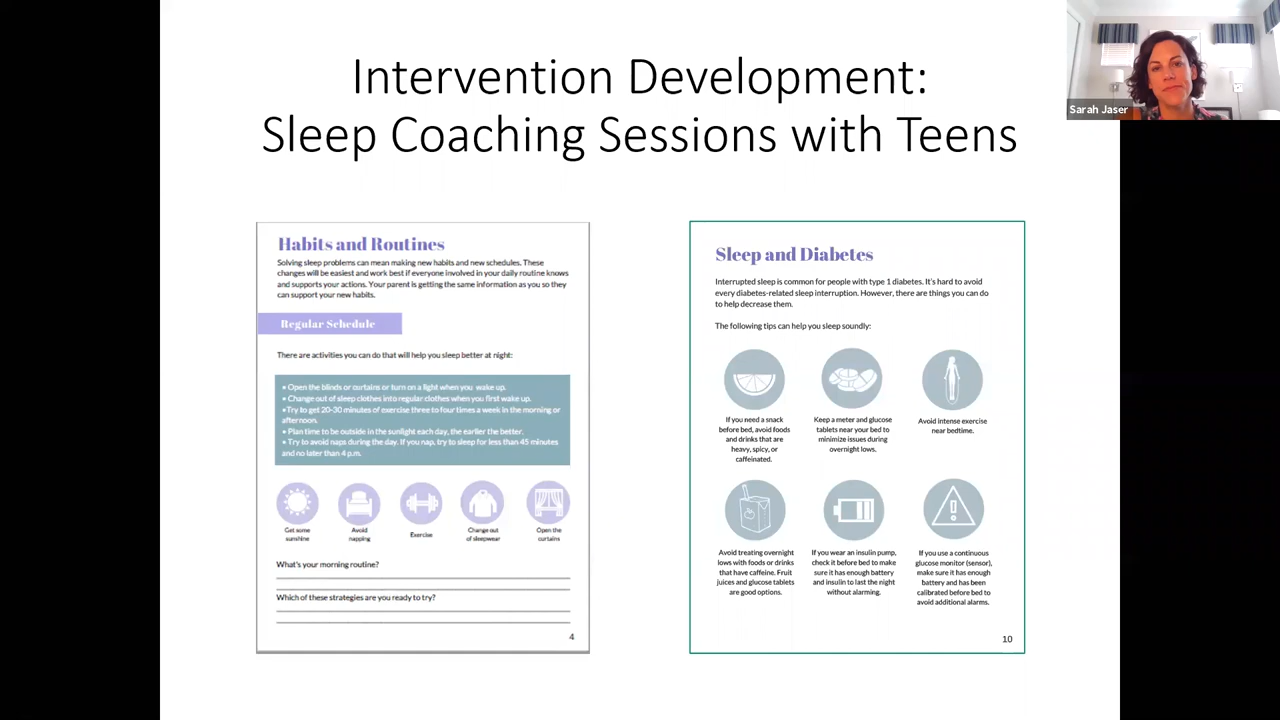 Intervention Development:
Sleep Coaching Sessions with Teens
Sarah Jaser
Habits and Routines
Solving sleep problems can mean making new habits and new schedules. These
changes will be easiest and work best if everyone involved in your daily routine knows
and supports your actions. Your parent is getting the same information as you so they
can support your new habits.
Regular Schedule
There are activities you can do that will help you sleep better at night:
• Open the blinds or curtains or turn on a light when you wake up.
• Change out of sleep clothes into regular clothes when you first wake up.
• Try to get 20-30 minutes of exercise three to four times a week in the morning or
afternoon.
• Plan time to be outside in the sunlight each day, the earlier the better.
• Try to avoid naps during the day. If you nap, try to sleep for less than 45 minutes
and no later than 4 p.m.
Get some
sunshine
Avoid
napping
Exercise
Change out
of sleepwear
Open the
curtains
What's your morning routine?
Which of these strategies are you ready to try?
4
Sleep and Diabetes
Interrupted sleep is common for people with type 1 diabetes. It's hard to avoid
every diabetes-related sleep interruption. However, there are things you can do
to help decrease them.
The following tips can help you sleep soundly:
If you need a snack
before bed, avoid foods
and drinks that are
heavy, spicy, or
caffeinated.
Keep a meter and glucose
tablets near your bed to
minimize issues during
overnight lows.
Avoid intense exercise
near bedtime.
Avoid treating overnight
lows with foods or drinks
that have caffeine. Fruit
juices and glucose tablets
are good options.
If you wear an insulin pump,
check it before bed to make
sure it has enough battery
and insulin to last the night
without alarming.
If you use a continuous
glucose monitor (sensor),
make sure it has enough
battery and has been
calibrated before bed to
avoid additional alarms.
10